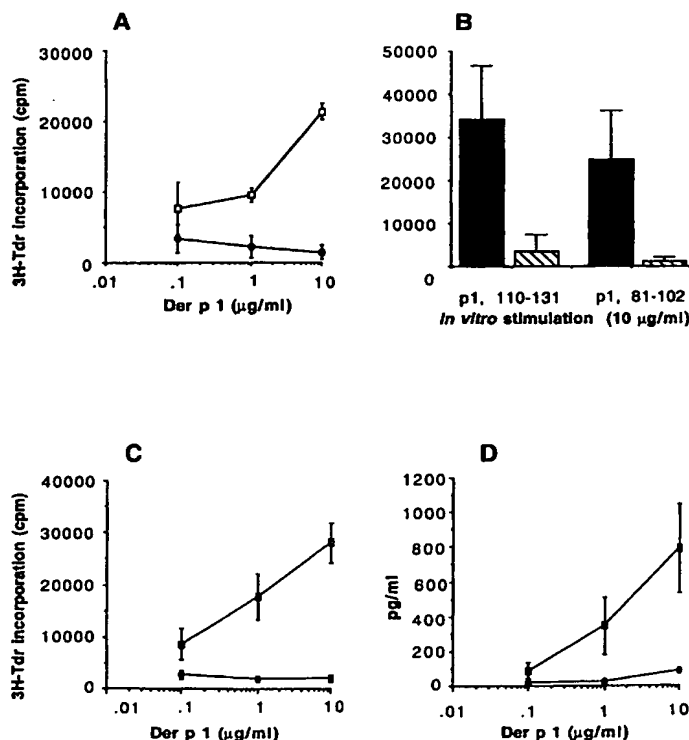 A
3H-Tdr incorporation (cpm)
30000
20000
10000
0
.01
.1
1
10
Der p 1 (µg/ml)
B
50000
40000
30000
20000
10000
0
p1, 110-131
p1, 81-102
in vitro stimulation (10 µg/ml)
C
3H-Tdr incorporation (cpm)
40000
30000
20000
10000
0
.01
.1
1
10
Der p 1 (µg/ml)
D
pg/ml
1200
1000
800
600
400
200
0
.01
.1
1
10
Der p 1 (µg/ml)